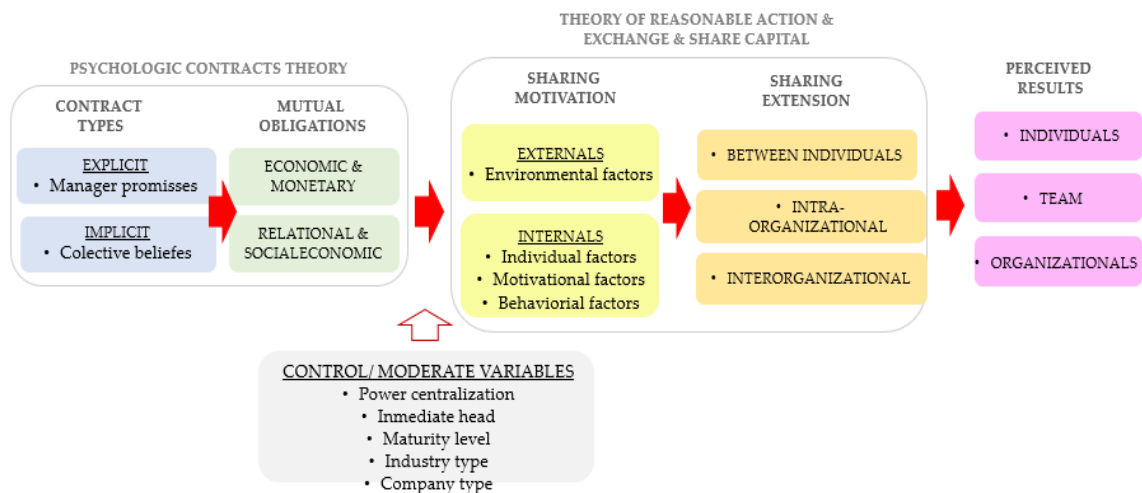 THEORY OF REASONABLE ACTION &
EXCHANGE & SHARE CAPITAL
PSYCHOLOGIC CONTRACTS THEORY
CONTRACT
TYPES
EXPLICIT
• Manager promisses
IMPLICIT
• Colective beliefes
MUTUAL
OBLIGATIONS
ECONOMIC &
MONETARY
RELATIONAL &
SOCIALECONOMIC
SHARING
MOTIVATION
EXTERNALS
• Environmental factors
INTERNALS
• Individual factors
• Motivational factors
• Behaviorial factors
SHARING
EXTENSION
• BETWEEN INDIVIDUALS
• INTRA-
ORGANIZATIONAL
• INTERORGANIZATIONAL
PERCEIVED
RESULTS
• INDIVIDUALS
• TEAM
• ORGANIZATIONALS
CONTROL/ MODERATE VARIABLES
• Power centralization
• Inmediate head
• Maturity level
• Industry type
• Company type